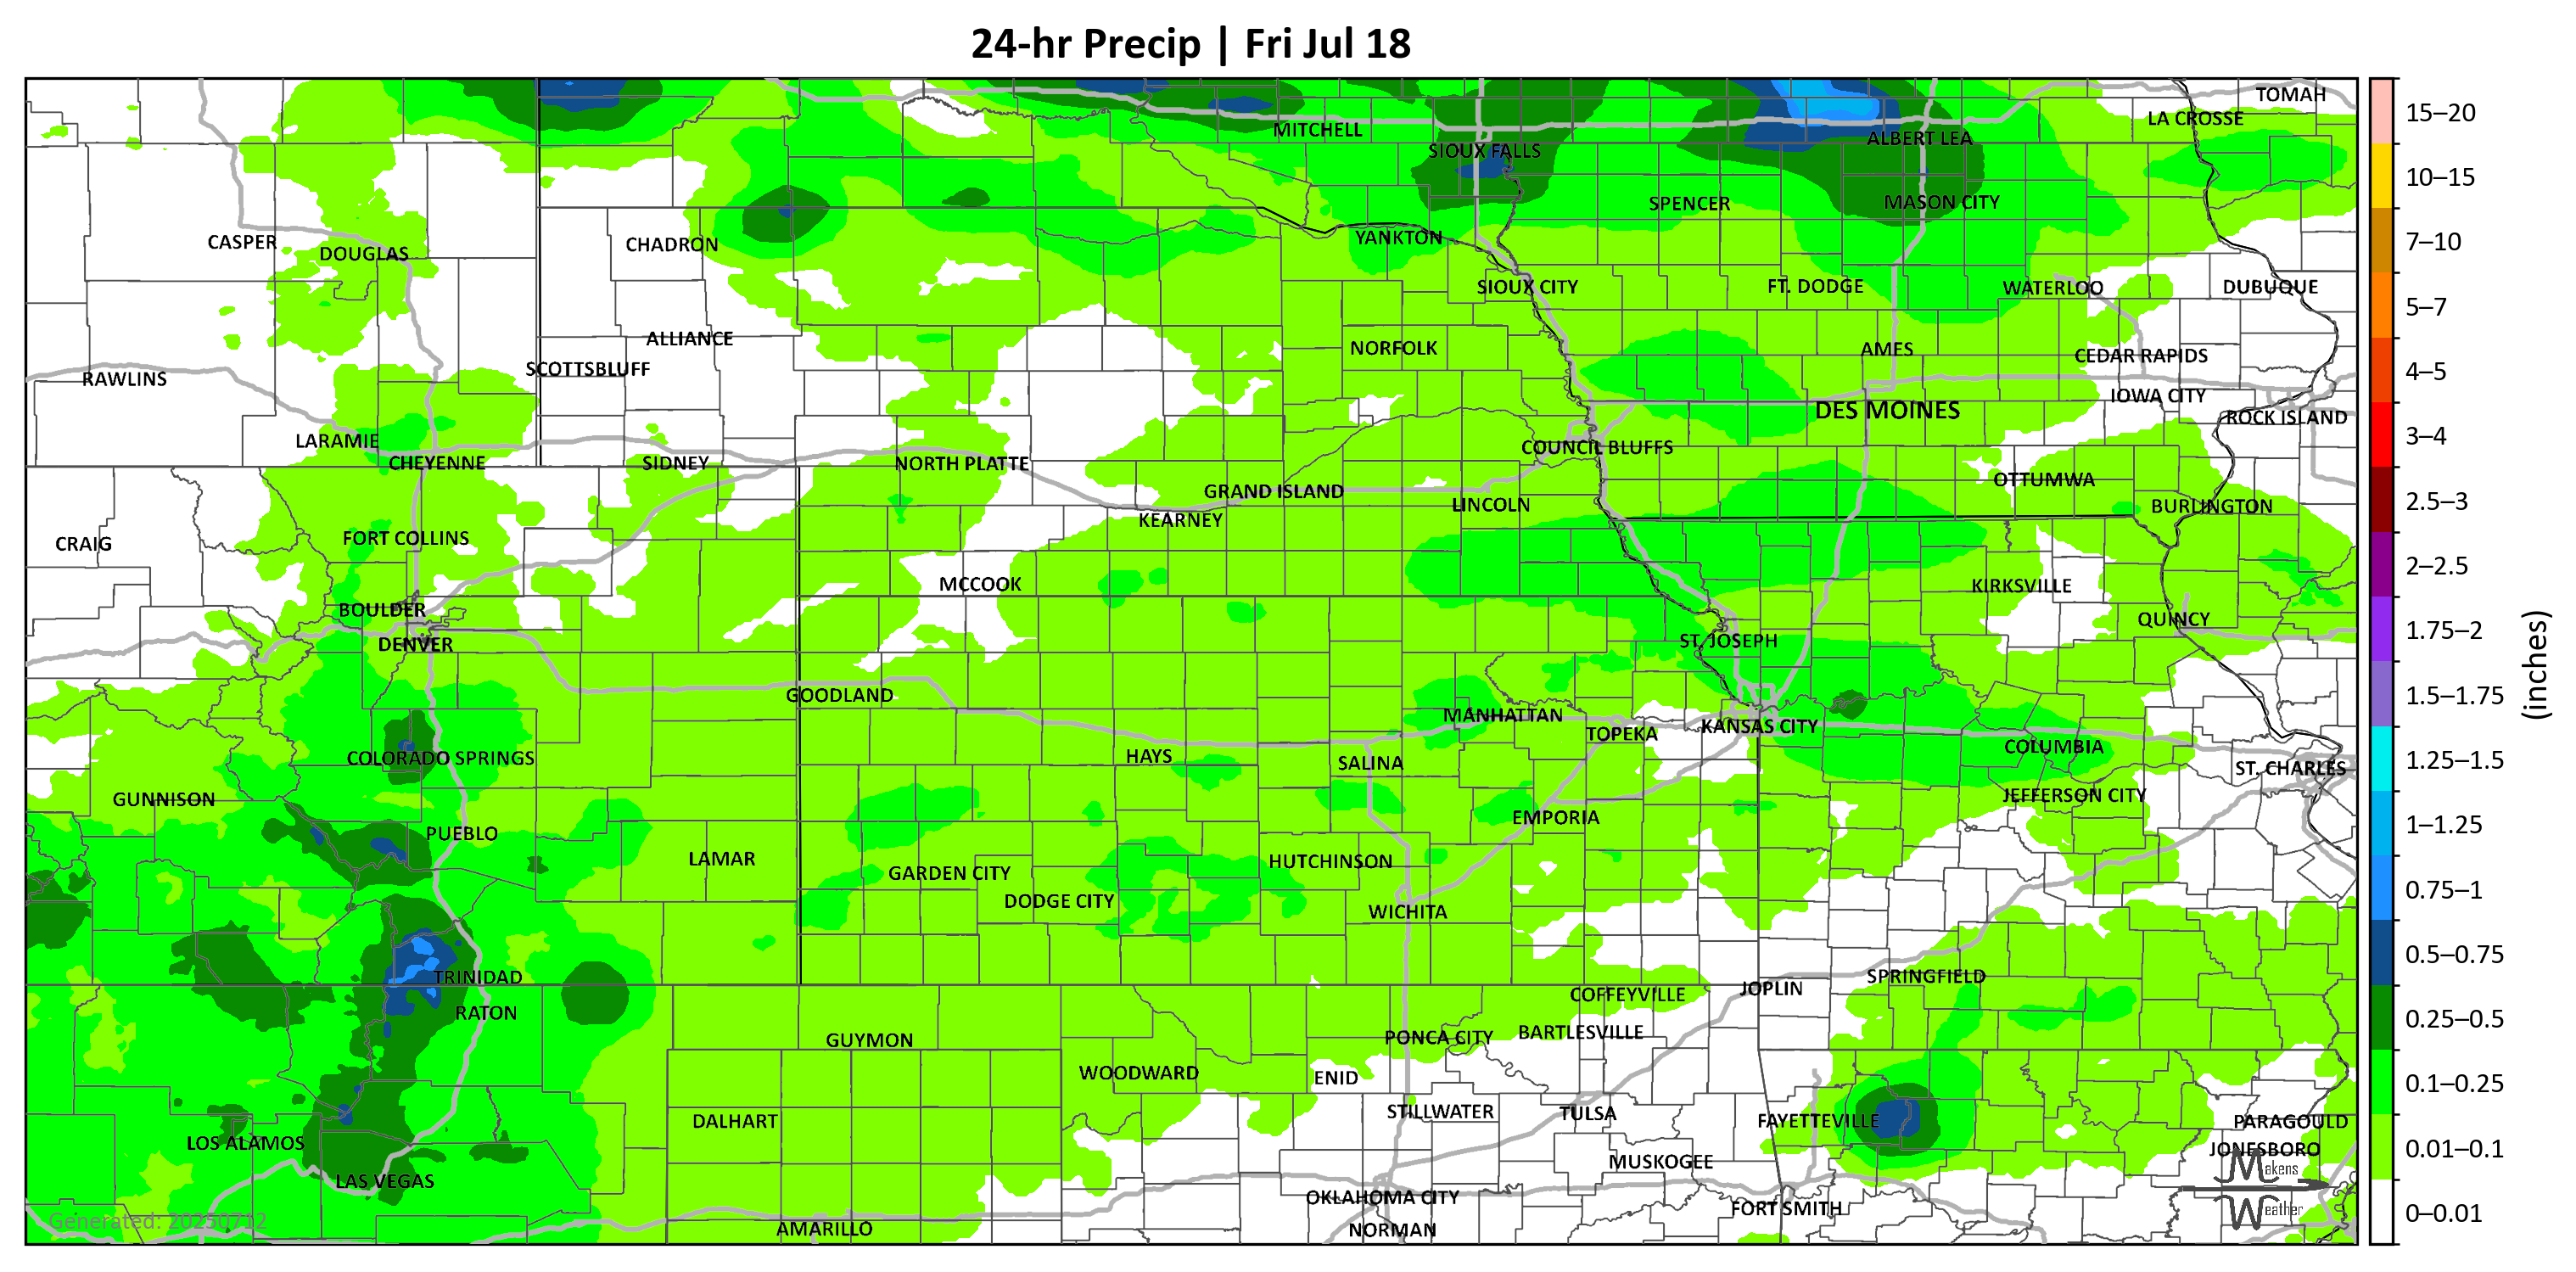 24-hr Precip | Fri Jul 18
TOMAH
LA CROSSE
MITCHELL
ALBERT LEA
SIOUX FALLS
SPENCER
MASON CITY
CASPER
DOUGLAS
CHADRON
YANKTON
SIOUX CITY
FT. DODGE
WATERLOO
DUBUQUE
ALLIANCE
NORFOLK
AMES
CEDAR RAPIDS
SCOTTSBLUFF
RAWLINS
IOWA CITY
DES MOINES
ROCK ISLAND
LARAMIE
COUNCIL BLUFFS
CHEYENNE
SIDNEY
NORTH PLATTE
OTTUMWA
GRAND ISLAND
LINCOLN
BURLINGTON
KEARNEY
FORT COLLINS
CRAIG
MCCOOK
KIRKSVILLE
BOULDER
QUINCY
DENVER
ST. JOSEPH
GOODLAND
MANHATTAN
TOPEKA
KANSAS CITY
COLUMBIA
COLORADO SPRINGS
HAYS
SALINA
ST. CHARLES
GUNNISON
JEFFERSON CITY
EMPORIA
PUEBLO
LAMAR
HUTCHINSON
GARDEN CITY
DODGE CITY
WICHITA
TRINIDAD
SPRINGFIELD
JOPLIN
COFFEYVILLE
RATON
GUYMON
PONCA CITY
BARTLESVILLE
WOODWARD
ENID
STILLWATER
TULSA
DALHART
FAYETTEVILLE
PARAGOULD
LOS ALAMOS
JONESBORO
MUSKOGEE
LAS VEGAS
OKLAHOMA CITY
FORT SMITH
AMARILLO
NORMAN
Generated: 20250712
Makens
Weather
15–20
10–15
7–10
5–7
4–5
3–4
2.5–3
2–2.5
1.75–2
1.5–1.75
1.25–1.5
1–1.25
0.75–1
0.5–0.75
0.25–0.5
0.1–0.25
0.01–0.1
0–0.01
(inches)